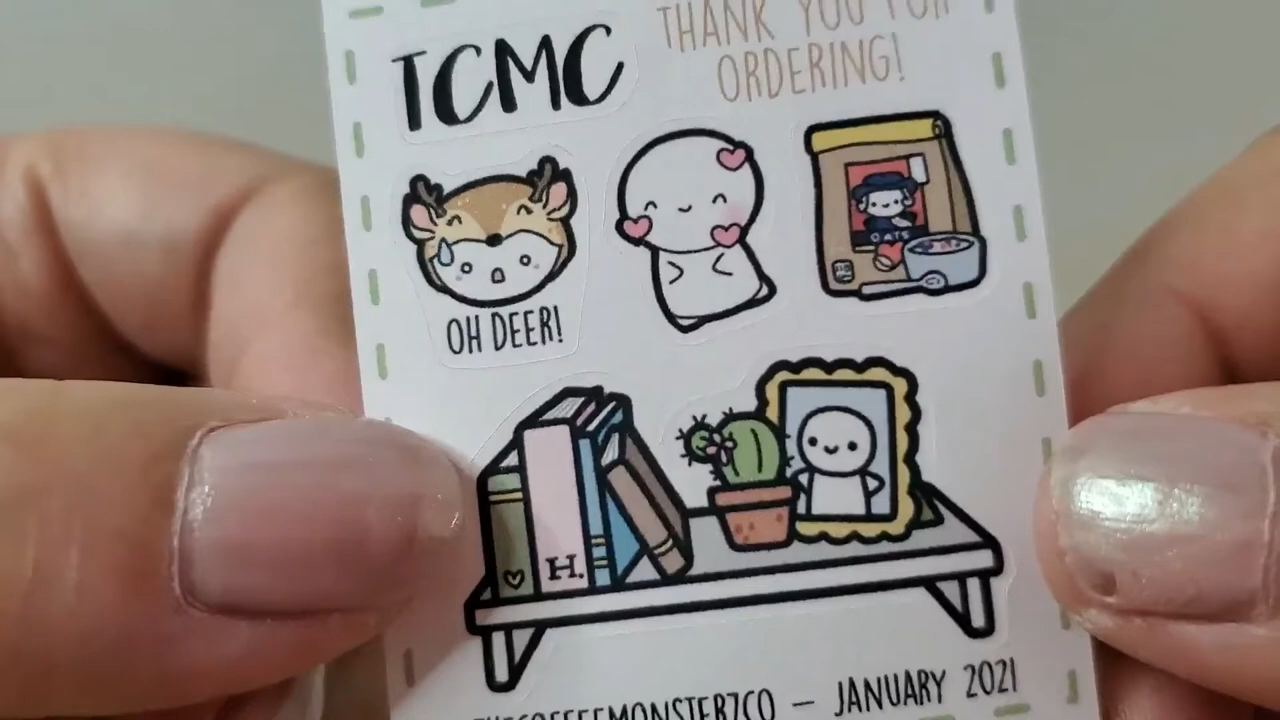 TCMC
THANK YOU FOR
ORDERING!
OATS
OH DEER!
H.
THECOFFEEMONSTERZCO – JANUARY 2021